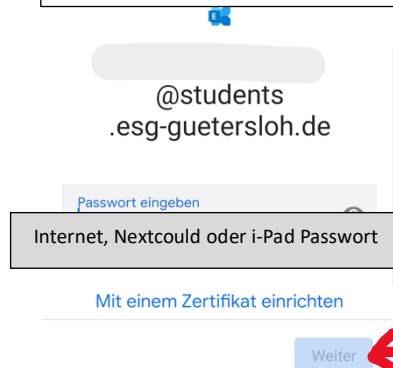 @students
.esg-guetersloh.de
Passwort eingeben
Internet, Nextcould oder i-Pad Passwort
Mit einem Zertifikat einrichten
Weiter